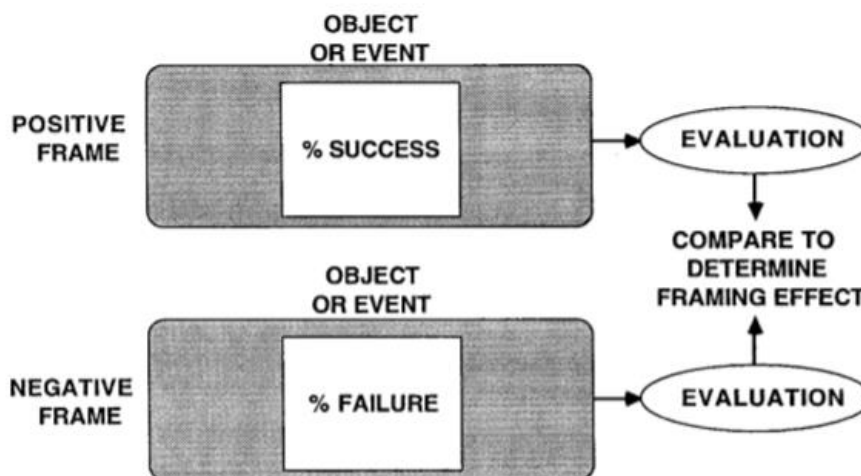 OBJECT
OR EVENT
POSITIVE
FRAME
% SUCCESS
EVALUATION
COMPARE TO
DETERMINE
FRAMING EFFECT
OBJECT
OR EVENT
NEGATIVE
FRAME
% FAILURE
EVALUATION